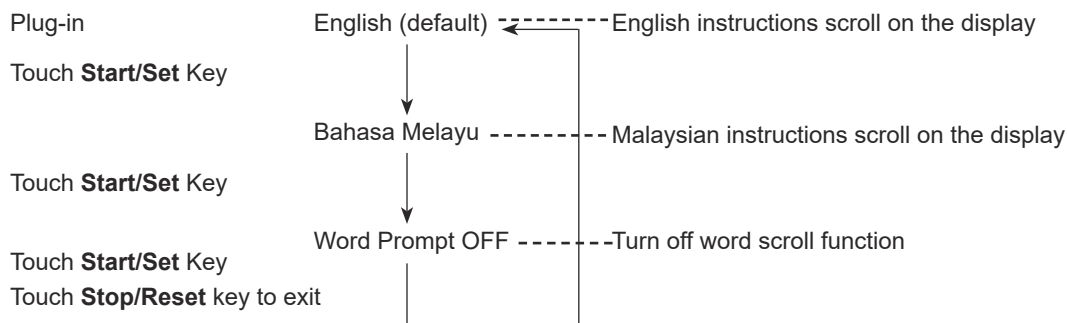 Plug-in English (default) English instructions scroll on the display
Touch Start/Set Key
Bahasa Melayu Malaysian instructions scroll on the display
Touch Start/Set Key
Word Prompt OFF Turn off word scroll function
Touch Start/Set Key
Touch Stop/Reset key to exit